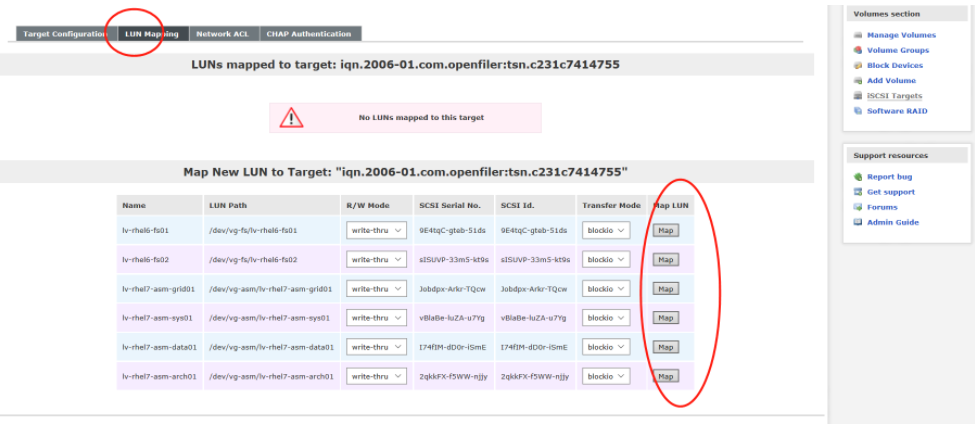 Target Configuration LUN Mapping Network ACL CHAP Authentication
LUNs mapped to target: iqn.2006-01.com.openfiler:tsn.c231c7414755
No LUNs mapped to this target
Map New LUN to Target: "iqn.2006-01.com.openfiler:tsn.c231c7414755"
Name LUN Path R/W Mode SCSI Serial No. SCSI Id. Transfer Mode Map LUN
lv-rhel6-fs01 /dev/vg-fs/lv-rhel6-fs01 write-thru 9E4tqC-gteb-51ds 9E4tqC-gteb-51ds blockio Map
lv-rhel6-fs02 /dev/vg-fs/lv-rhel6-fs02 write-thru sISUVP-33m5-kt9s sISUVP-33m5-kt9s blockio Map
lv-rhel7-asm-grid01 /dev/vg-asm/lv-rhel7-asm-grid01 write-thru Jobdpx-Arkr-TQcw Jobdpx-Arkr-TQcw blockio Map
lv-rhel7-asm-sys01 /dev/vg-asm/lv-rhel7-asm-sys01 write-thru vBlaBe-luZA-u7Yg vBlaBe-luZA-u7Yg blockio Map
lv-rhel7-asm-data01 /dev/vg-asm/lv-rhel7-asm-data01 write-thru I74fIM-dD0r-iSmE I74fIM-dD0r-iSmE blockio Map
lv-rhel7-asm-arch01 /dev/vg-asm/lv-rhel7-asm-arch01 write-thru 2qkkFX-f5WW-njjy 2qkkFX-f5WW-njjy blockio Map
Volumes section
Manage Volumes
Volume Groups
Block Devices
Add Volume
iSCSI Targets
Software RAID
Support resources
Report bug
Get support
Forums
Admin Guide